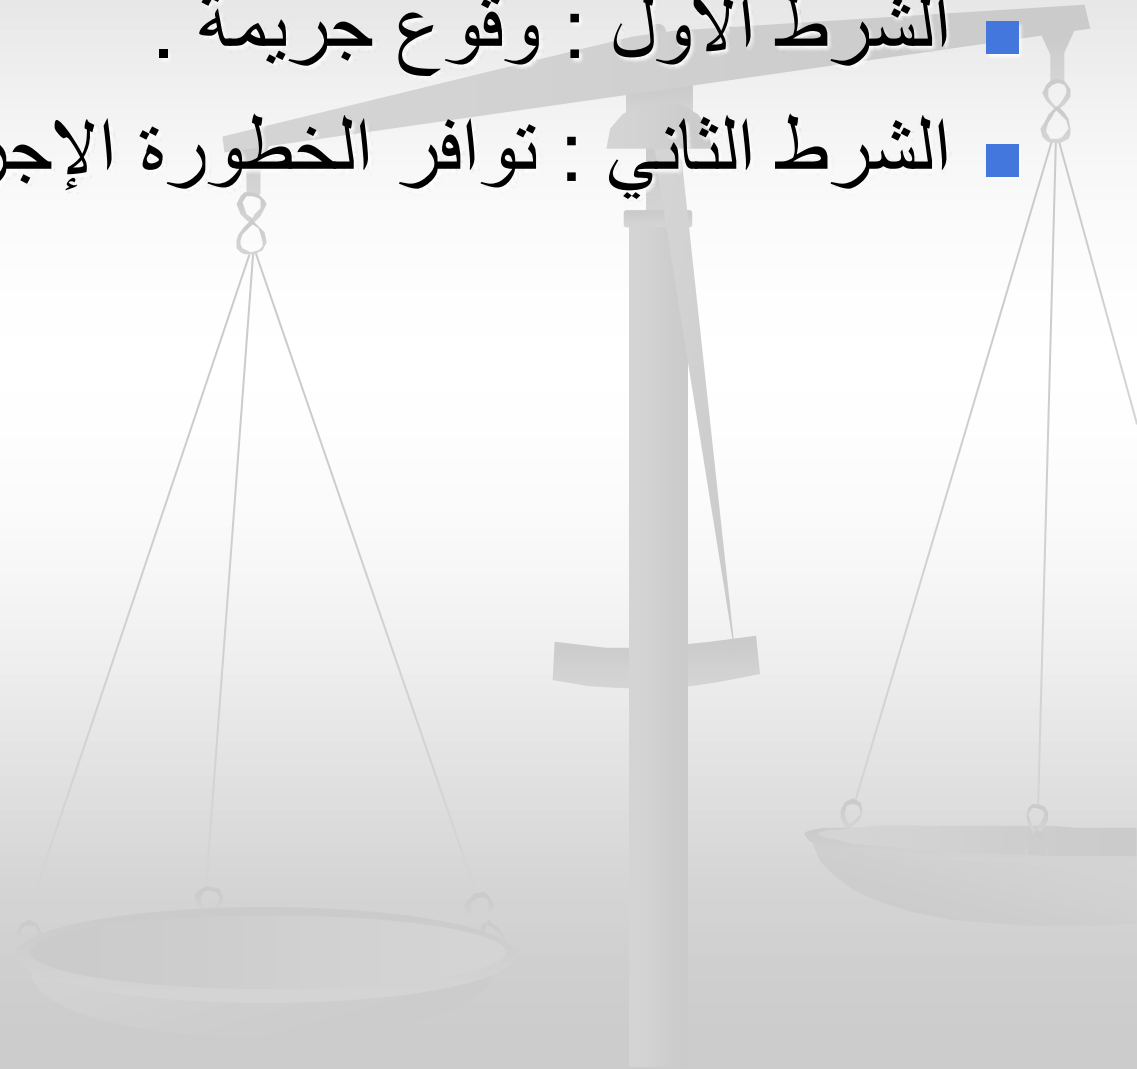 الشرط الأول : وقوع جريمة .
الشرط الثاني : توافر الخطورة